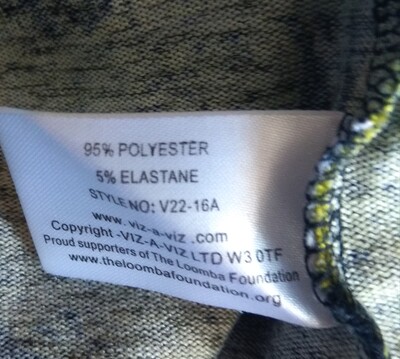 95% POLYESTER
5% ELASTANE
STYLE NO: V22-16A
www.viz-a-viz.com
Copyright -VIZ-A-VIZ LTD W3 0TF
Proud supporters of The Loomba Foundation
www.theloombafoundation.org